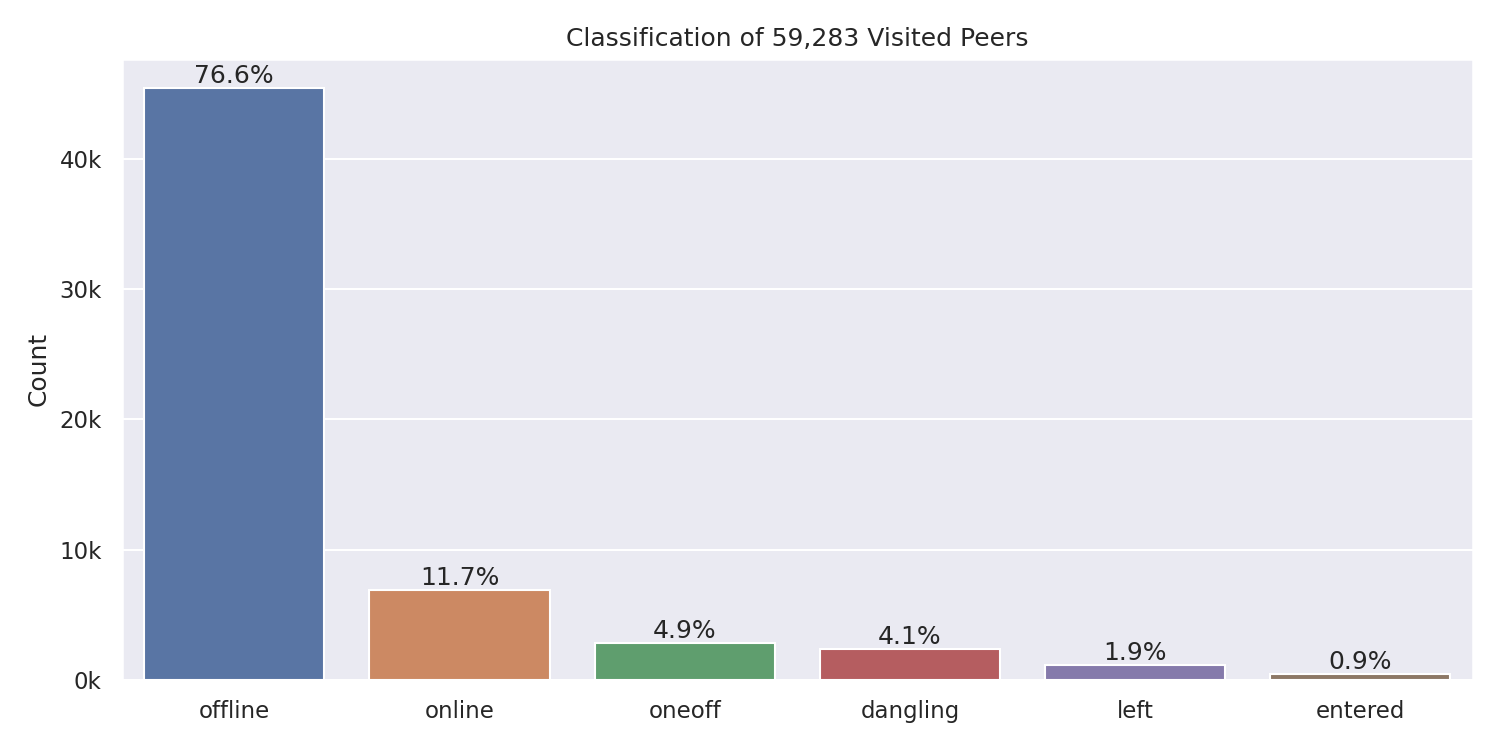 Classification of 59,283 Visited Peers
76.6%
40k
30k
Count
20k
10k
11.7%
4.9%
4.1%
1.9%
0.9%
0k
offline online oneoff dangling left entered